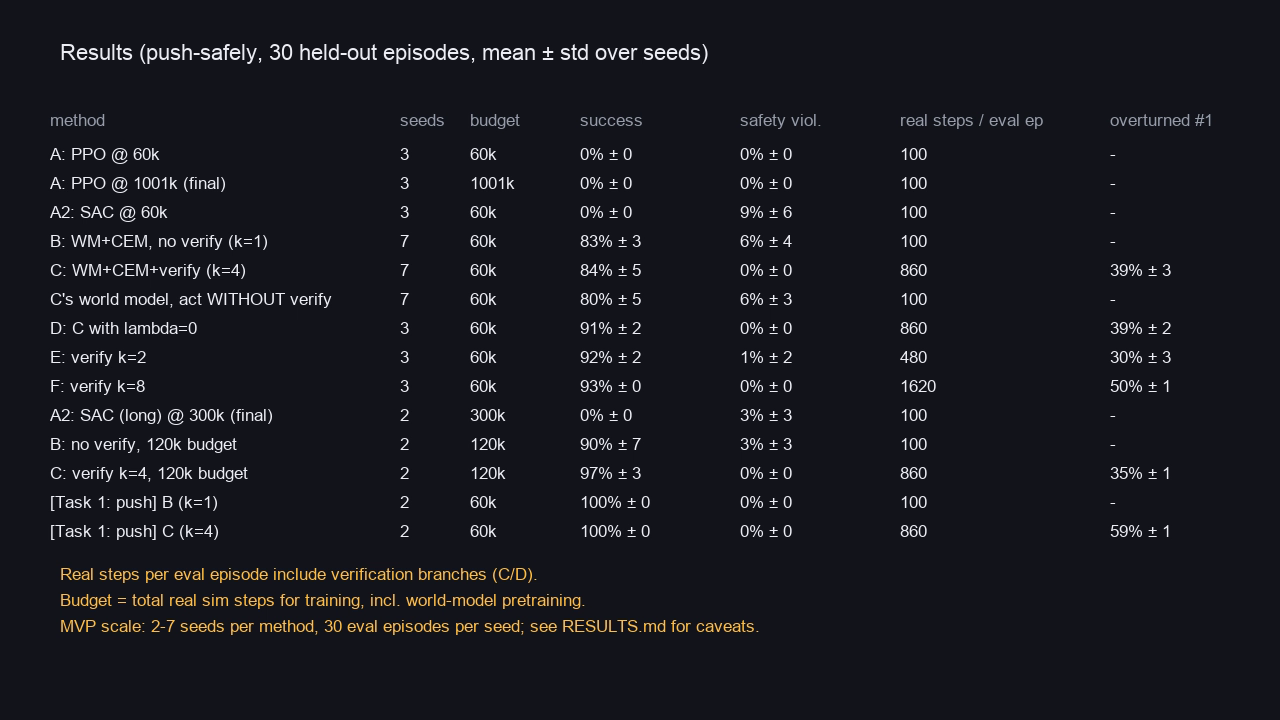 Results (push-safely, 30 held-out episodes, mean ± std over seeds)
method seeds budget success safety viol. real steps / eval ep overturned #1
A: PPO @ 60k 3 60k 0% ± 0 0% ± 0 100 -
A: PPO @ 1001k (final) 3 1001k 0% ± 0 0% ± 0 100 -
A2: SAC @ 60k 3 60k 0% ± 0 9% ± 6 100 -
B: WM+CEM, no verify (k=1) 7 60k 83% ± 3 6% ± 4 100 -
C: WM+CEM+verify (k=4) 7 60k 84% ± 5 0% ± 0 860 39% ± 3
C's world model, act WITHOUT verify 7 60k 80% ± 5 6% ± 3 100 -
D: C with lambda=0 3 60k 91% ± 2 0% ± 0 860 39% ± 2
E: verify k=2 3 60k 92% ± 2 1% ± 2 480 30% ± 3
F: verify k=8 3 60k 93% ± 0 0% ± 0 1620 50% ± 1
A2: SAC (long) @ 300k (final) 2 300k 0% ± 0 3% ± 3 100 -
B: no verify, 120k budget 2 120k 90% ± 7 3% ± 3 100 -
C: verify k=4, 120k budget 2 120k 97% ± 3 0% ± 0 860 35% ± 1
[Task 1: push] B (k=1) 2 60k 100% ± 0 0% ± 0 100 -
[Task 1: push] C (k=4) 2 60k 100% ± 0 0% ± 0 860 59% ± 1
Real steps per eval episode include verification branches (C/D).
Budget = total real sim steps for training, incl. world-model pretraining.
MVP scale: 2-7 seeds per method, 30 eval episodes per seed; see RESULTS.md for caveats.